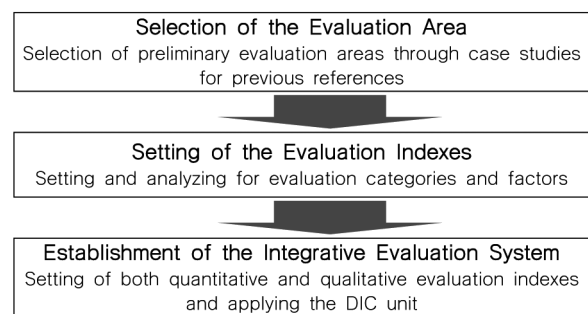 Selection of the Evaluation Area
Selection of preliminary evaluation areas through case studies
for previous references
Setting of the Evaluation Indexes
Setting and analyzing for evaluation categories and factors
Establishment of the Integrative Evaluation System
Setting of both quantitative and qualitative evaluation indexes
and applying the DIC unit